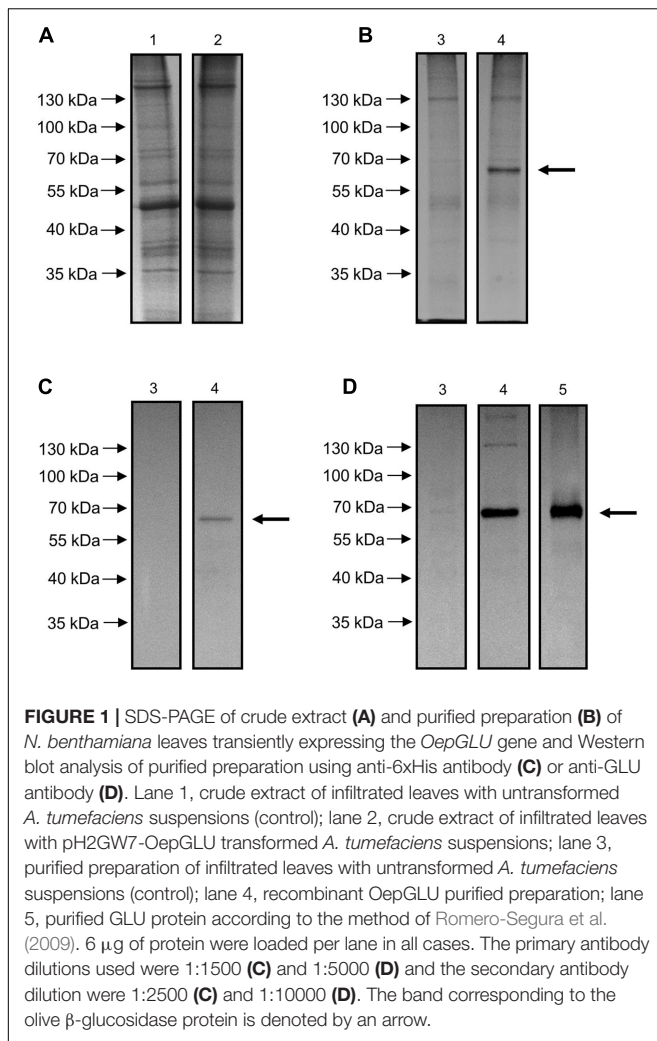 A
B
1 2
3 4
130 kDa
100 kDa
70 kDa
55 kDa
40 kDa
35 kDa
130 kDa
100 kDa
70 kDa
55 kDa
40 kDa
35 kDa
C
D
3 4
3 4 5
130 kDa
100 kDa
70 kDa
55 kDa
40 kDa
35 kDa
130 kDa
100 kDa
70 kDa
55 kDa
40 kDa
35 kDa
FIGURE 1 | SDS-PAGE of crude extract (A) and purified preparation (B) of
N. benthamiana leaves transiently expressing the OepGLU gene and Western
blot analysis of purified preparation using anti-6xHis antibody (C) or anti-GLU
antibody (D). Lane 1, crude extract of infiltrated leaves with untransformed
A. tumefaciens suspensions (control); lane 2, crude extract of infiltrated leaves
with pH2GW7-OepGLU transformed A. tumefaciens suspensions; lane 3,
purified preparation of infiltrated leaves with untransformed A. tumefaciens
suspensions (control); lane 4, recombinant OepGLU purified preparation; lane
5, purified GLU protein according to the method of Romero-Segura et al.
(2009). 6 μg of protein were loaded per lane in all cases. The primary antibody
dilutions used were 1:1500 (C) and 1:5000 (D) and the secondary antibody
dilution were 1:2500 (C) and 1:10000 (D). The band corresponding to the
olive β-glucosidase protein is denoted by an arrow.